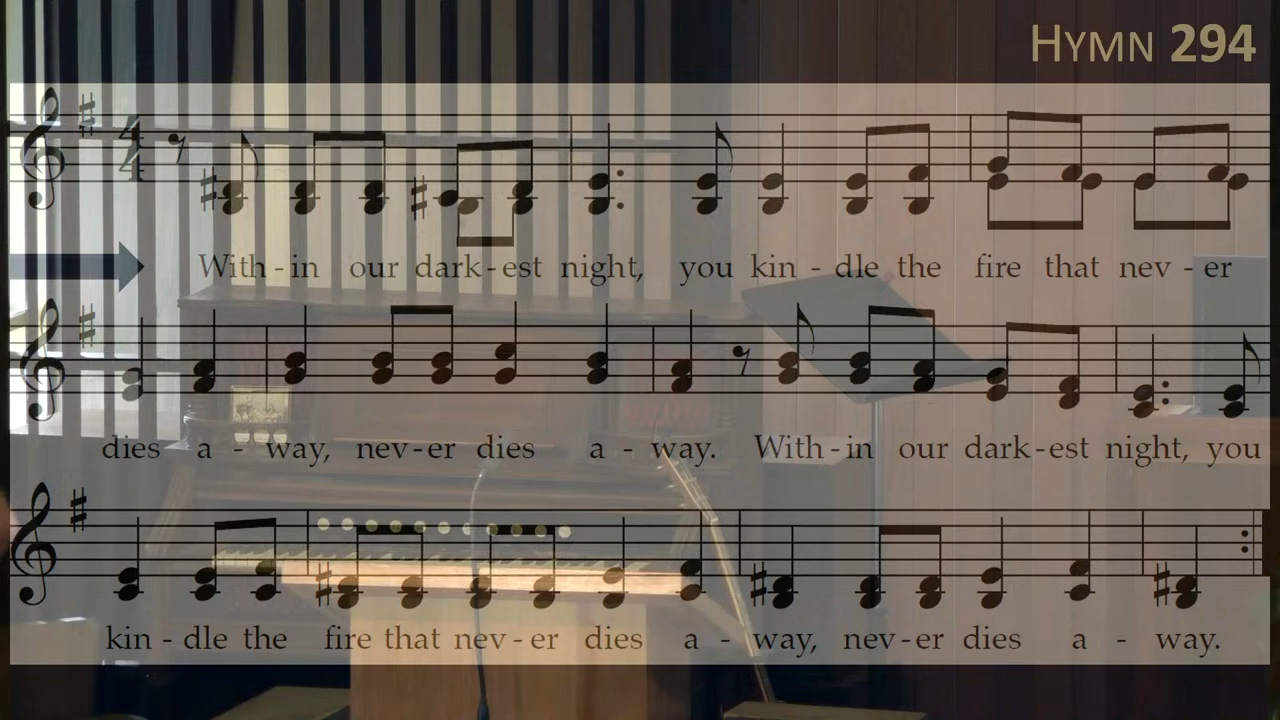 HYMN 294
With - in our dark - est night, you kin - dle the fire that nev - er
dies a - way, nev - er dies a - way. With - in our dark - est night, you
kin - dle the fire that nev - er dies a - way, nev - er dies a - way.